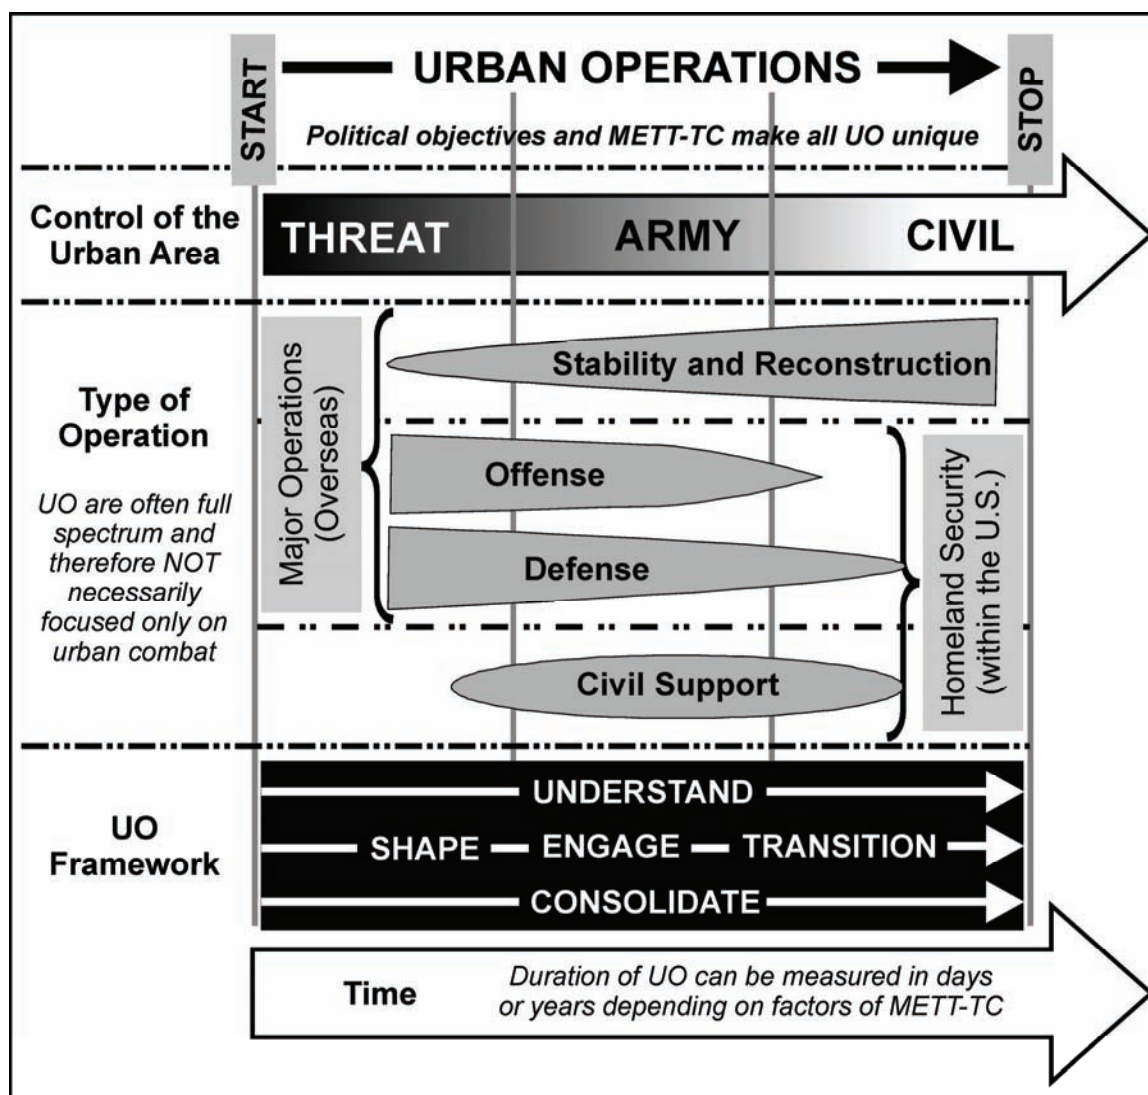 START
URBAN OPERATIONS
STOP
Political objectives and METT-TC make all UO unique
Control of the
Urban Area
THREAT
ARMY
CIVIL
Type of
Operation
UO are often full
spectrum and
therefore NOT
necessarily
focused only on
urban combat
Major Operations
(Overseas)
Stability and Reconstruction
Offense
Defense
Civil Support
Homeland Security
(within the U.S.)
UO
Framework
UNDERSTAND
SHAPE ENGAGE TRANSITION
CONSOLIDATE
Time
Duration of UO can be measured in days
or years depending on factors of METT-TC